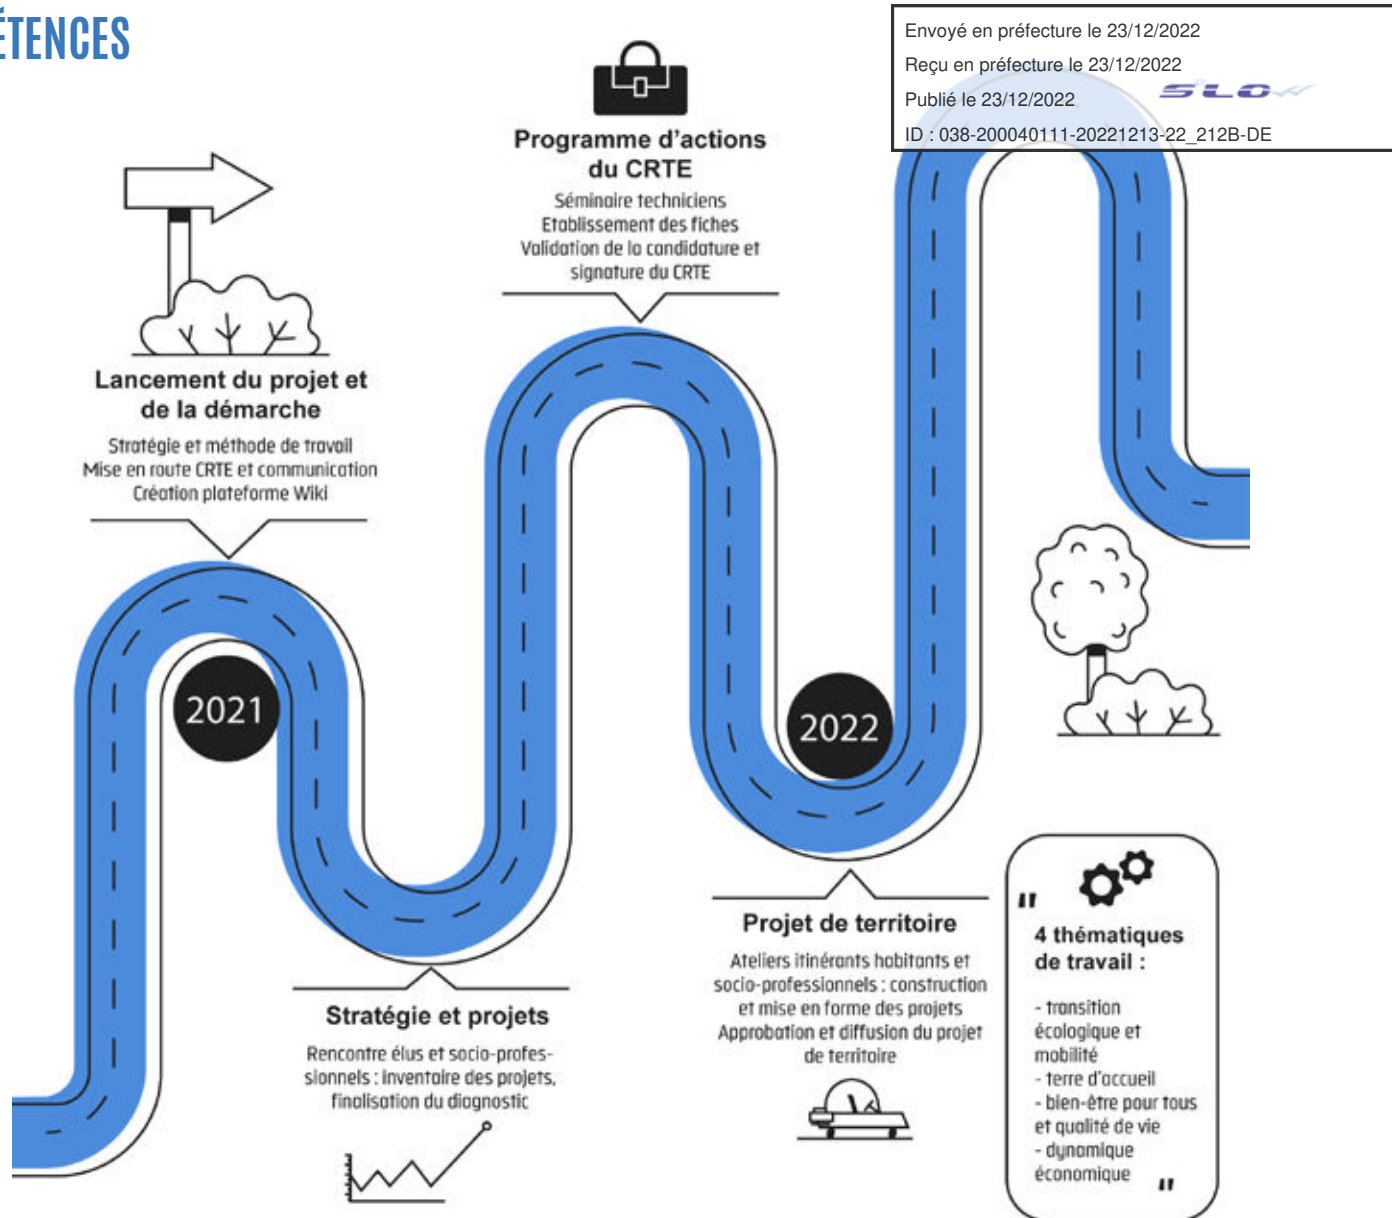 ÉTENCES
Envoyé en préfecture le 23/12/2022
Reçu en préfecture le 23/12/2022
Publié le 23/12/2022
SLOW
ID : 038-200040111-20221213-22_212B-DE
Programme d'actions
du CRTE
Séminaire techniciens
Etablissement des fiches
Validation de la candidature et
signature du CRTE
Lancement du projet et
de la démarche
Stratégie et méthode de travail
Mise en route CRTE et communication
Création plateforme Wiki
2021
2022
Stratégie et projets
Rencontre élus et socio-profes-
sionnels : inventaire des projets,
finalisation du diagnostic
Projet de territoire
Ateliers itinérants habitants et
socio-professionnels : construction
et mise en forme des projets
Approbation et diffusion du projet
de territoire
"
4 thématiques
de travail :
- transition
écologique et
mobilité
- terre d'accueil
- bien-être pour tous
et qualité de vie
- dynamique
économique
"